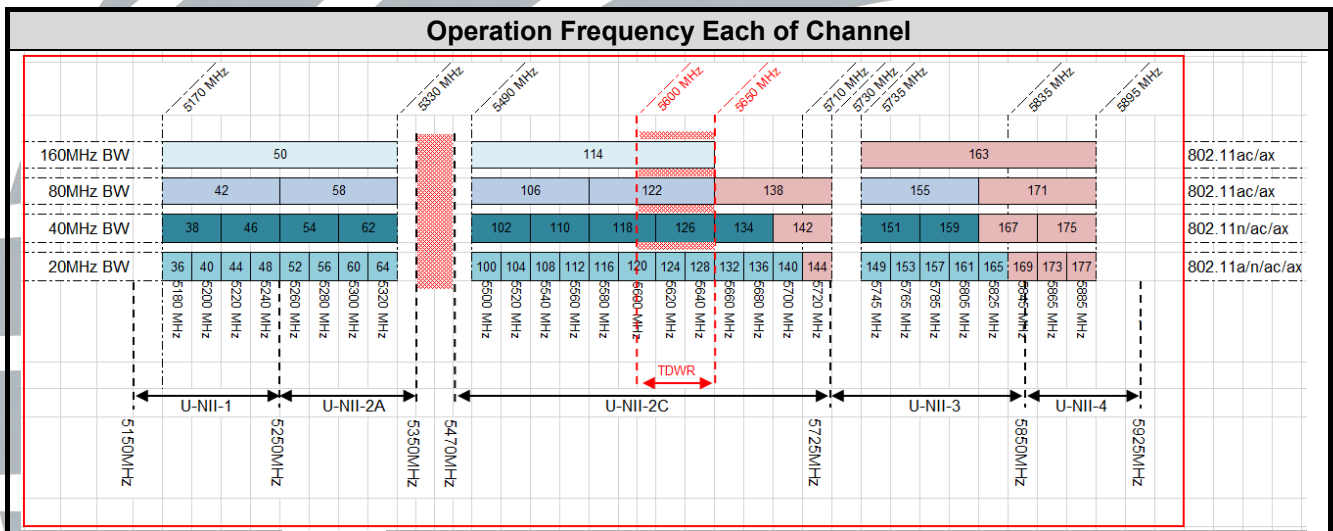 Operation Frequency Each of Channel
5170 MHz 5330 MHz 5490 MHz 5600 MHz 5650 MHz 5710 MHz 5730 MHz 5735 MHz 5835 MHz 5895 MHz
160MHz BW 50 114 163 802.11ac/ax
80MHz BW 42 58 106 122 138 155 171 802.11ac/ax
40MHz BW 38 46 54 62 102 110 118 126 134 142 151 159 167 175 802.11n/ac/ax
20MHz BW 36 40 44 48 52 56 60 64 100 104 108 112 116 120 124 128 132 136 140 144 149 153 157 161 165 169 173 177 802.11a/n/ac/ax
5180 MHz 5200 MHz 5220 MHz 5240 MHz 5260 MHz 5280 MHz 5300 MHz 5320 MHz 5500 MHz 5520 MHz 5540 MHz 5560 MHz 5580 MHz 5600 MHz 5620 MHz 5640 MHz 5660 MHz 5680 MHz 5700 MHz 5720 MHz 5745 MHz 5765 MHz 5785 MHz 5805 MHz 5825 MHz 5845 MHz 5865 MHz 5885 MHz
TDWR
U-NII-1 U-NII-2A U-NII-2C U-NII-3 U-NII-4
5150MHz 5250MHz 5350MHz 5470MHz 5725MHz 5850MHz 5925MHz